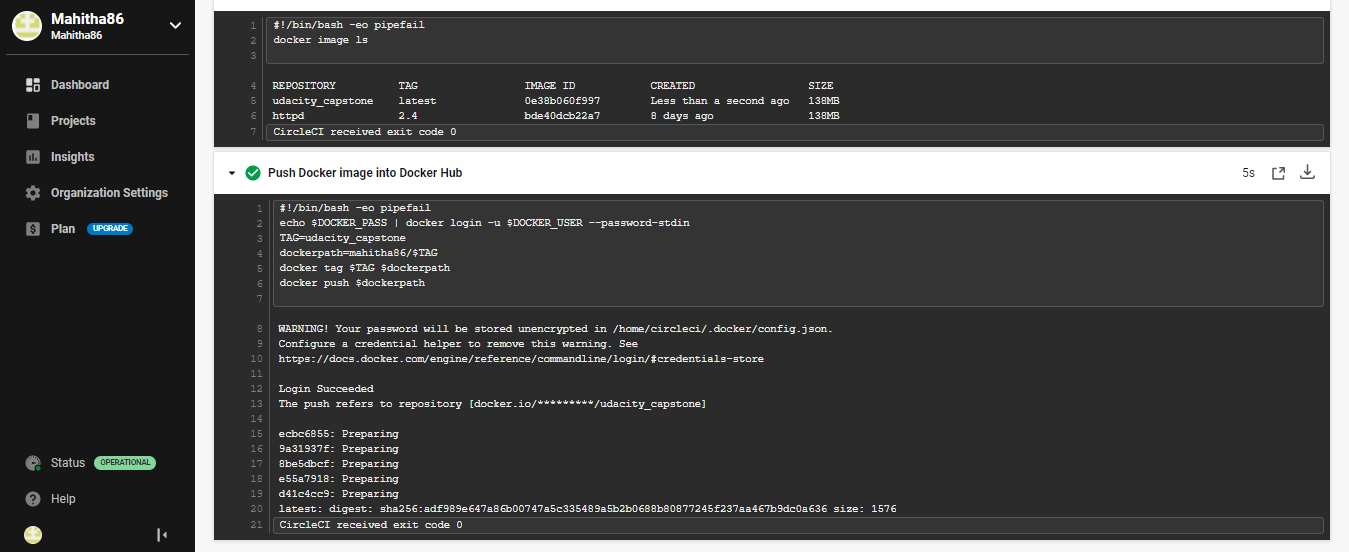 Mahitha86
Mahitha86
Dashboard
Projects
Insights
Organization Settings
Plan UPGRADE
Status OPERATIONAL
Help
1 #!/bin/bash -eo pipefail
2 docker image ls
3
4 REPOSITORY TAG IMAGE ID CREATED SIZE
5 udacity_capstone latest 0e38b060f997 Less than a second ago 138MB
6 httpd 2.4 bde40dcb22a7 8 days ago 138MB
7 CircleCI received exit code 0
Push Docker image into Docker Hub 5s
1 #!/bin/bash -eo pipefail
2 echo $DOCKER_PASS | docker login -u $DOCKER_USER --password-stdin
3 TAG=udacity_capstone
4 dockerpath=mahitha86/$TAG
5 docker tag $TAG $dockerpath
6 docker push $dockerpath
7
8 WARNING! Your password will be stored unencrypted in /home/circleci/.docker/config.json.
9 Configure a credential helper to remove this warning. See
10 https://docs.docker.com/engine/reference/commandline/login/#credentials-store
11
12 Login Succeeded
13 The push refers to repository [docker.io/*********/udacity_capstone]
14
15 ecbc6855: Preparing
16 9a31937f: Preparing
17 8be5dbcf: Preparing
18 e55a7918: Preparing
19 d41c4cc9: Preparing
20 latest: digest: sha256:adf989e647a86b00747a5c335489a5b2b0688b80877245f237aa467b9dc0a636 size: 1576
21 CircleCI received exit code 0